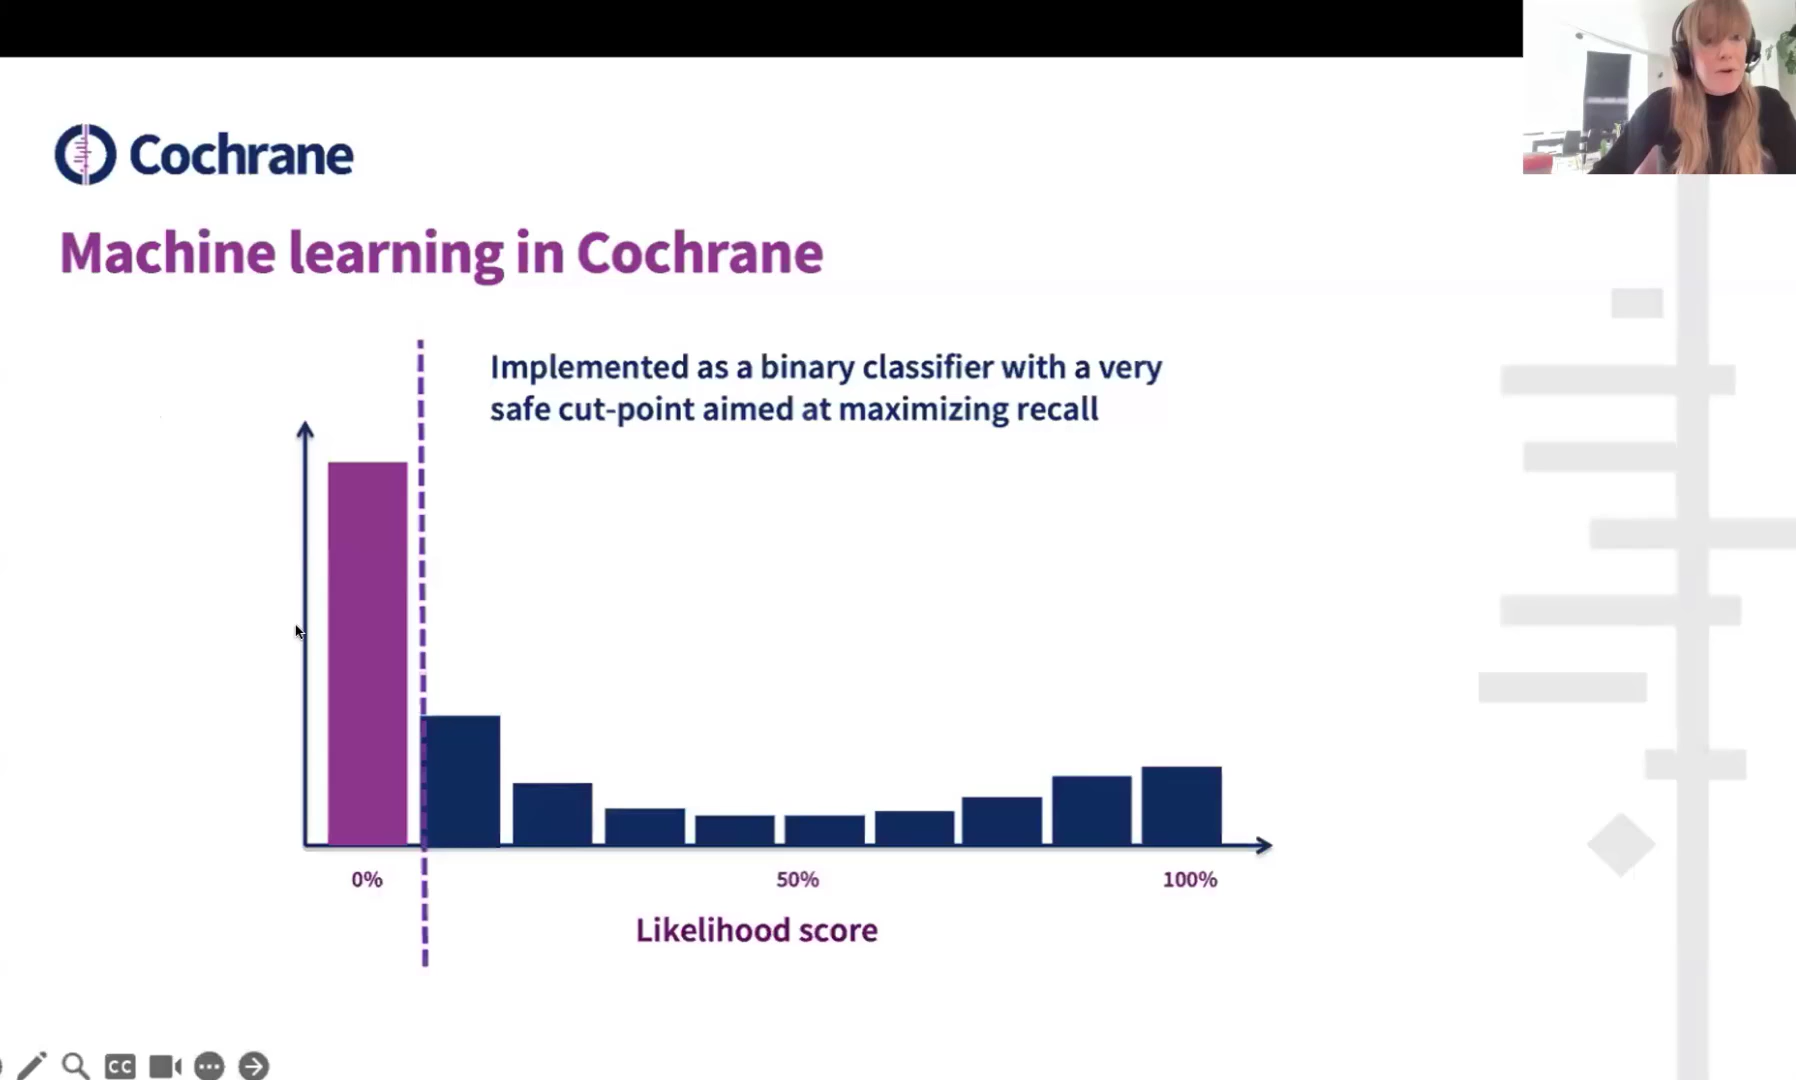 Cochrane
Machine learning in Cochrane
Implemented as a binary classifier with a very
safe cut-point aimed at maximizing recall
0%
50%
100%
Likelihood score
CC